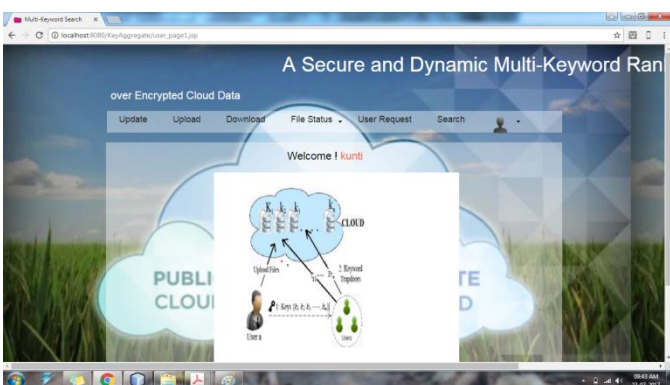 Multi-Keyword Search
localhost:8080/KeyAggregate/user_page1.jsp
A Secure and Dynamic Multi-Keyword Ran
over Encrypted Cloud Data
Update Upload Download File Status User Request Search
Welcome ! kunti
CLOUD
Upload Files
2. Keyword
Trapdoors
User n
Users
PUBLI
CLOU
TE
D
09:43 AM